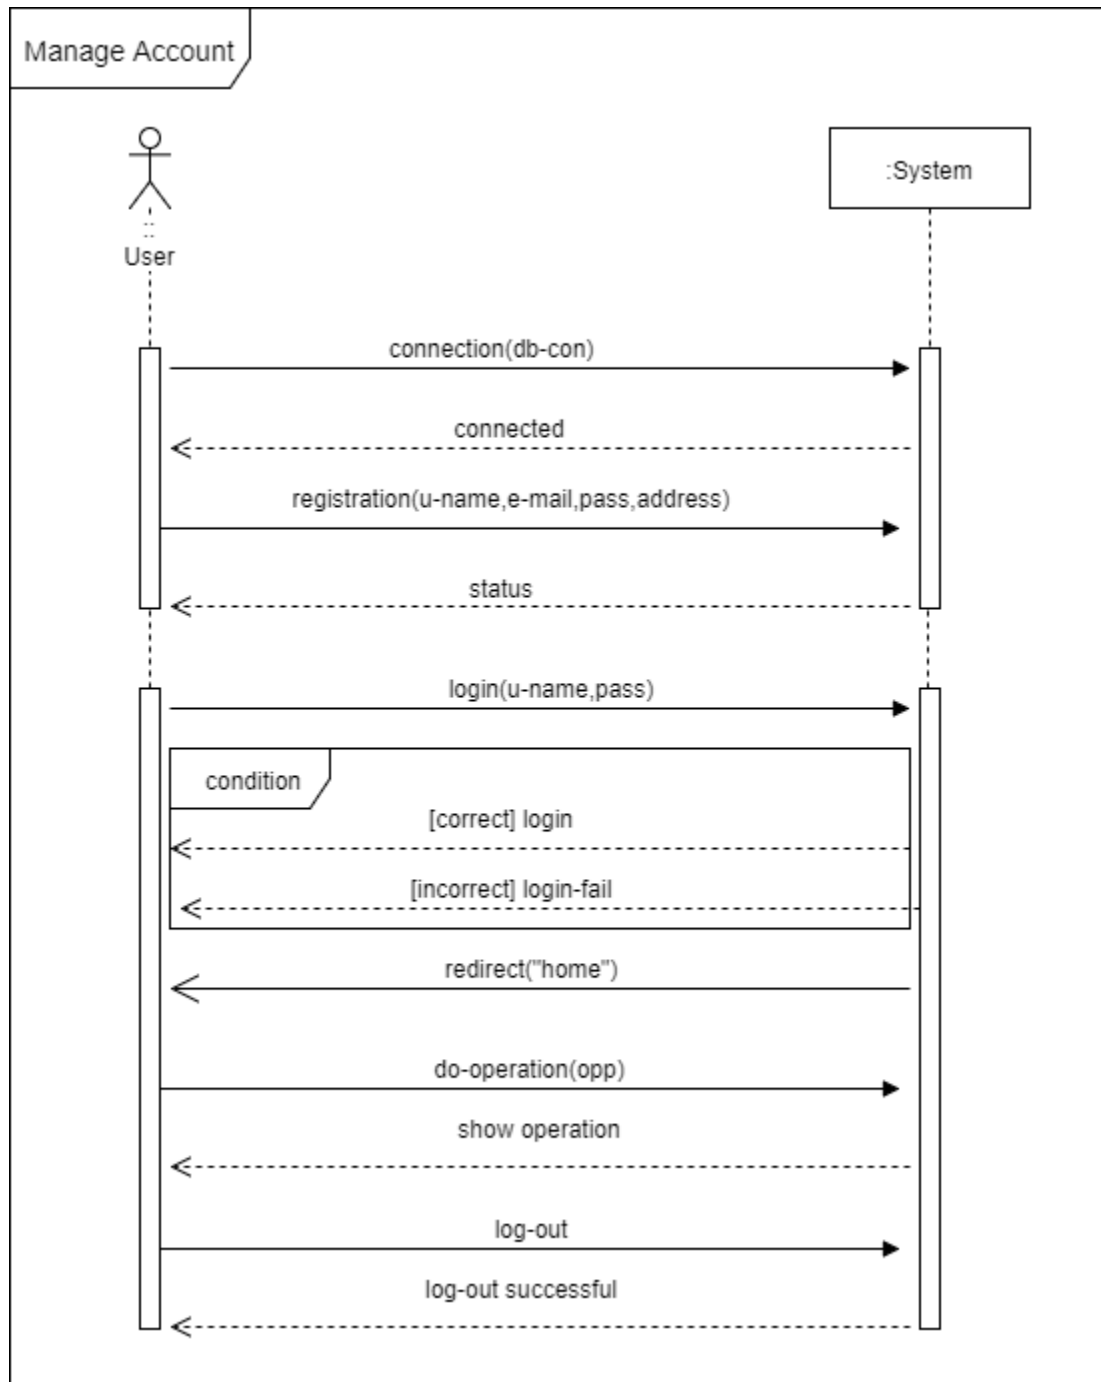 Manage Account
:System
User
connection(db-con)
connected
registration(u-name,e-mail,pass,address)
status
login(u-name,pass)
condition
[correct] login
[incorrect] login-fail
redirect("home")
do-operation(opp)
show operation
log-out
log-out successful